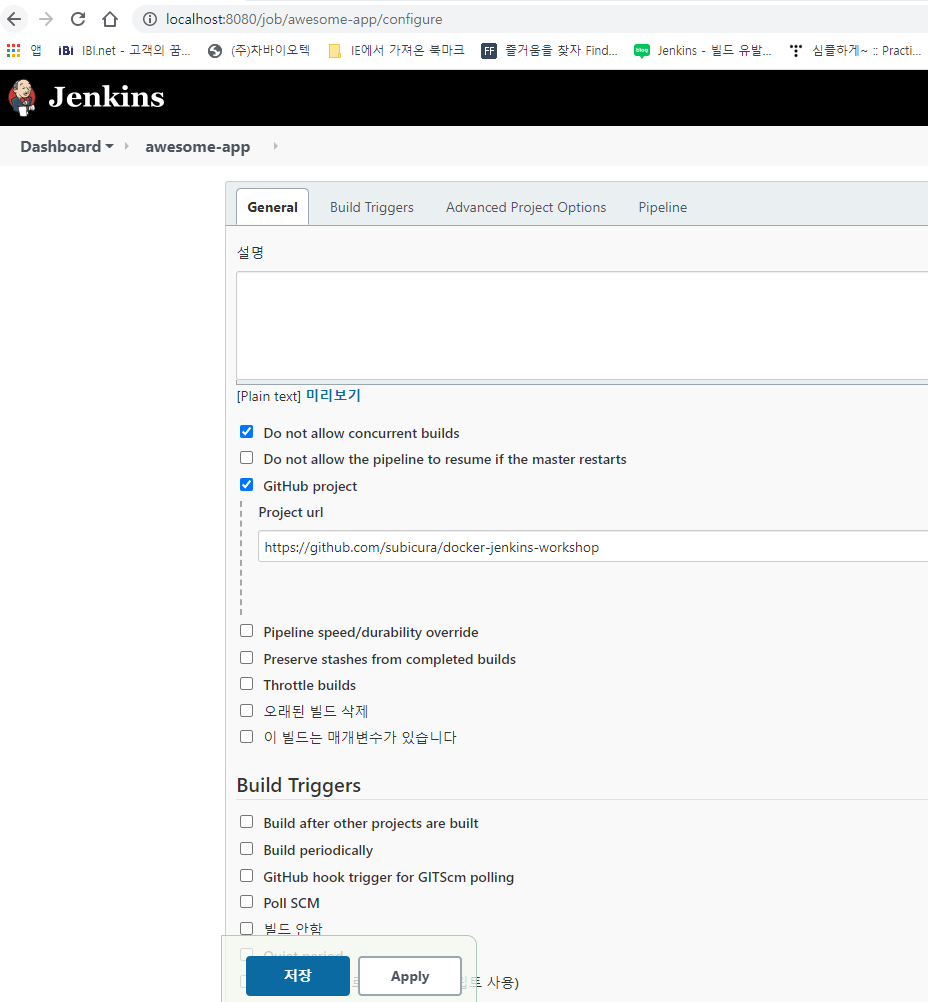 localhost:8080/job/awesome-app/configure
앱 IBI IBI.net - 고객의 꿈... (주)차바이오텍 IE에서 가져온 북마크 FF 즐거움을 찾자 Find... blog Jenkins - 빌드 유발... 심플하게~ :: Practi...
Jenkins
Dashboard awesome-app
General Build Triggers Advanced Project Options Pipeline
설명
[Plain text] 미리보기
Do not allow concurrent builds
Do not allow the pipeline to resume if the master restarts
GitHub project
Project url
https://github.com/subicura/docker-jenkins-workshop
Pipeline speed/durability override
Preserve stashes from completed builds
Throttle builds
오래된 빌드 삭제
이 빌드는 매개변수가 있습니다
Build Triggers
Build after other projects are built
Build periodically
GitHub hook trigger for GITScm polling
Poll SCM
빌드 안함
Quiet period
저장 Apply 사용)